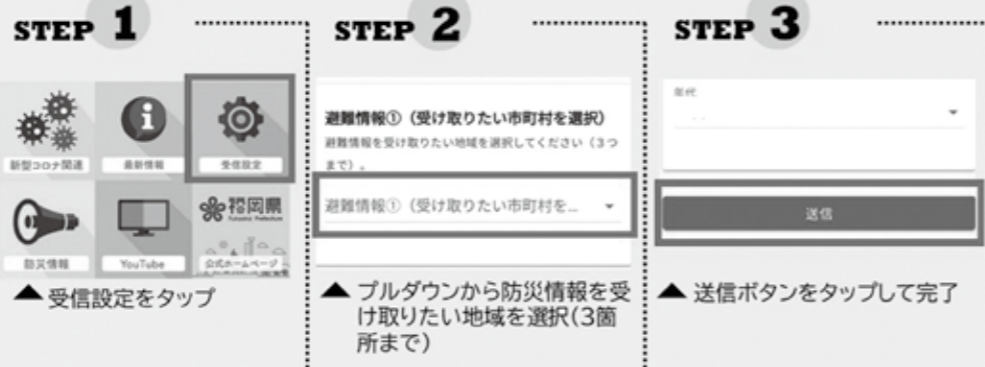 STEP 1
新型コロナ関連
最新情報
受信設定
防災情報
YouTube
福岡県
Fukuoka Prefecture
公式ホームページ
▲受信設定をタップ
STEP 2
避難情報①（受け取りたい市町村を選択）
避難情報を受け取りたい地域を選択してください（3つ
まで）。
避難情報①（受け取りたい市町村を...
▲プルダウンから防災情報を受
け取りたい地域を選択（3箇
所まで）
STEP 3
年代
- -
送信
▲送信ボタンをタップして完了